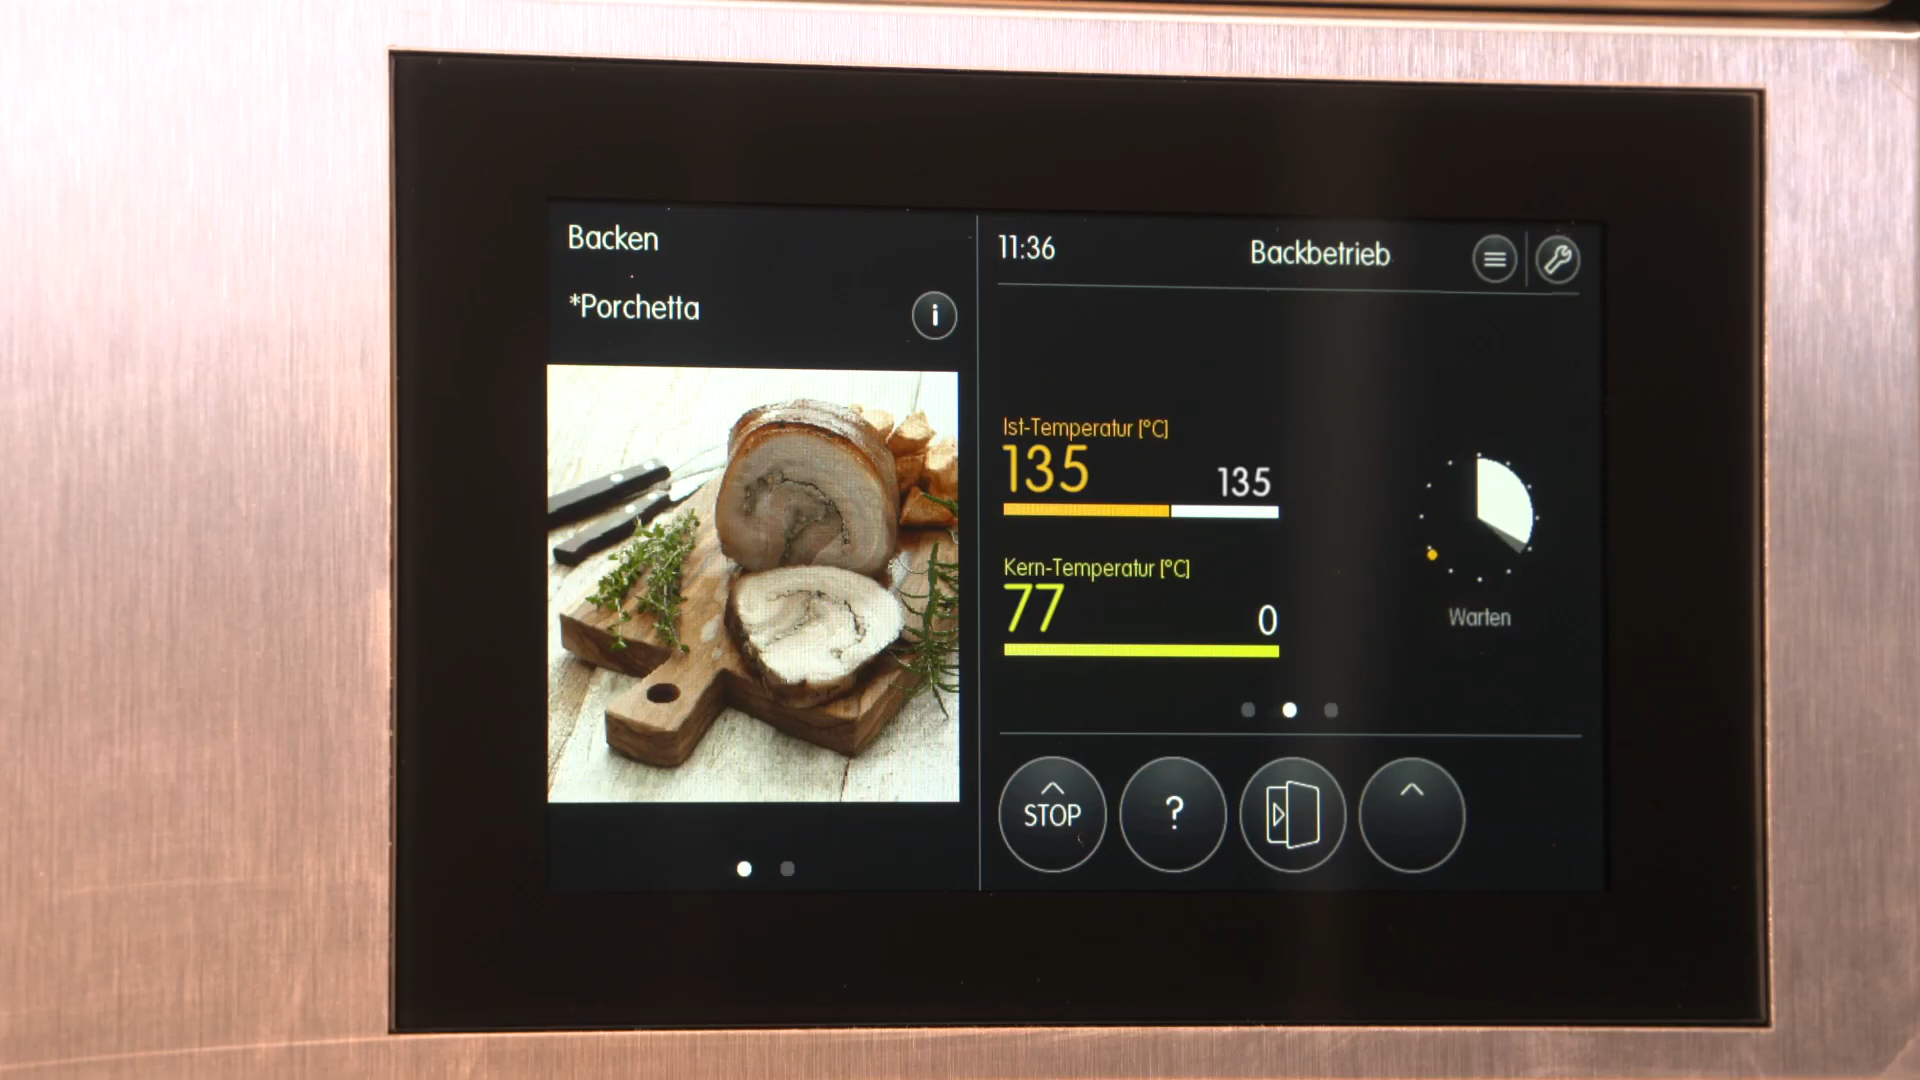 Backen
*Porchetta
i
11:36
Backbetrieb
Ist-Temperatur [°C]
135
135
Kern-Temperatur [°C]
77
0
Warten
STOP
?